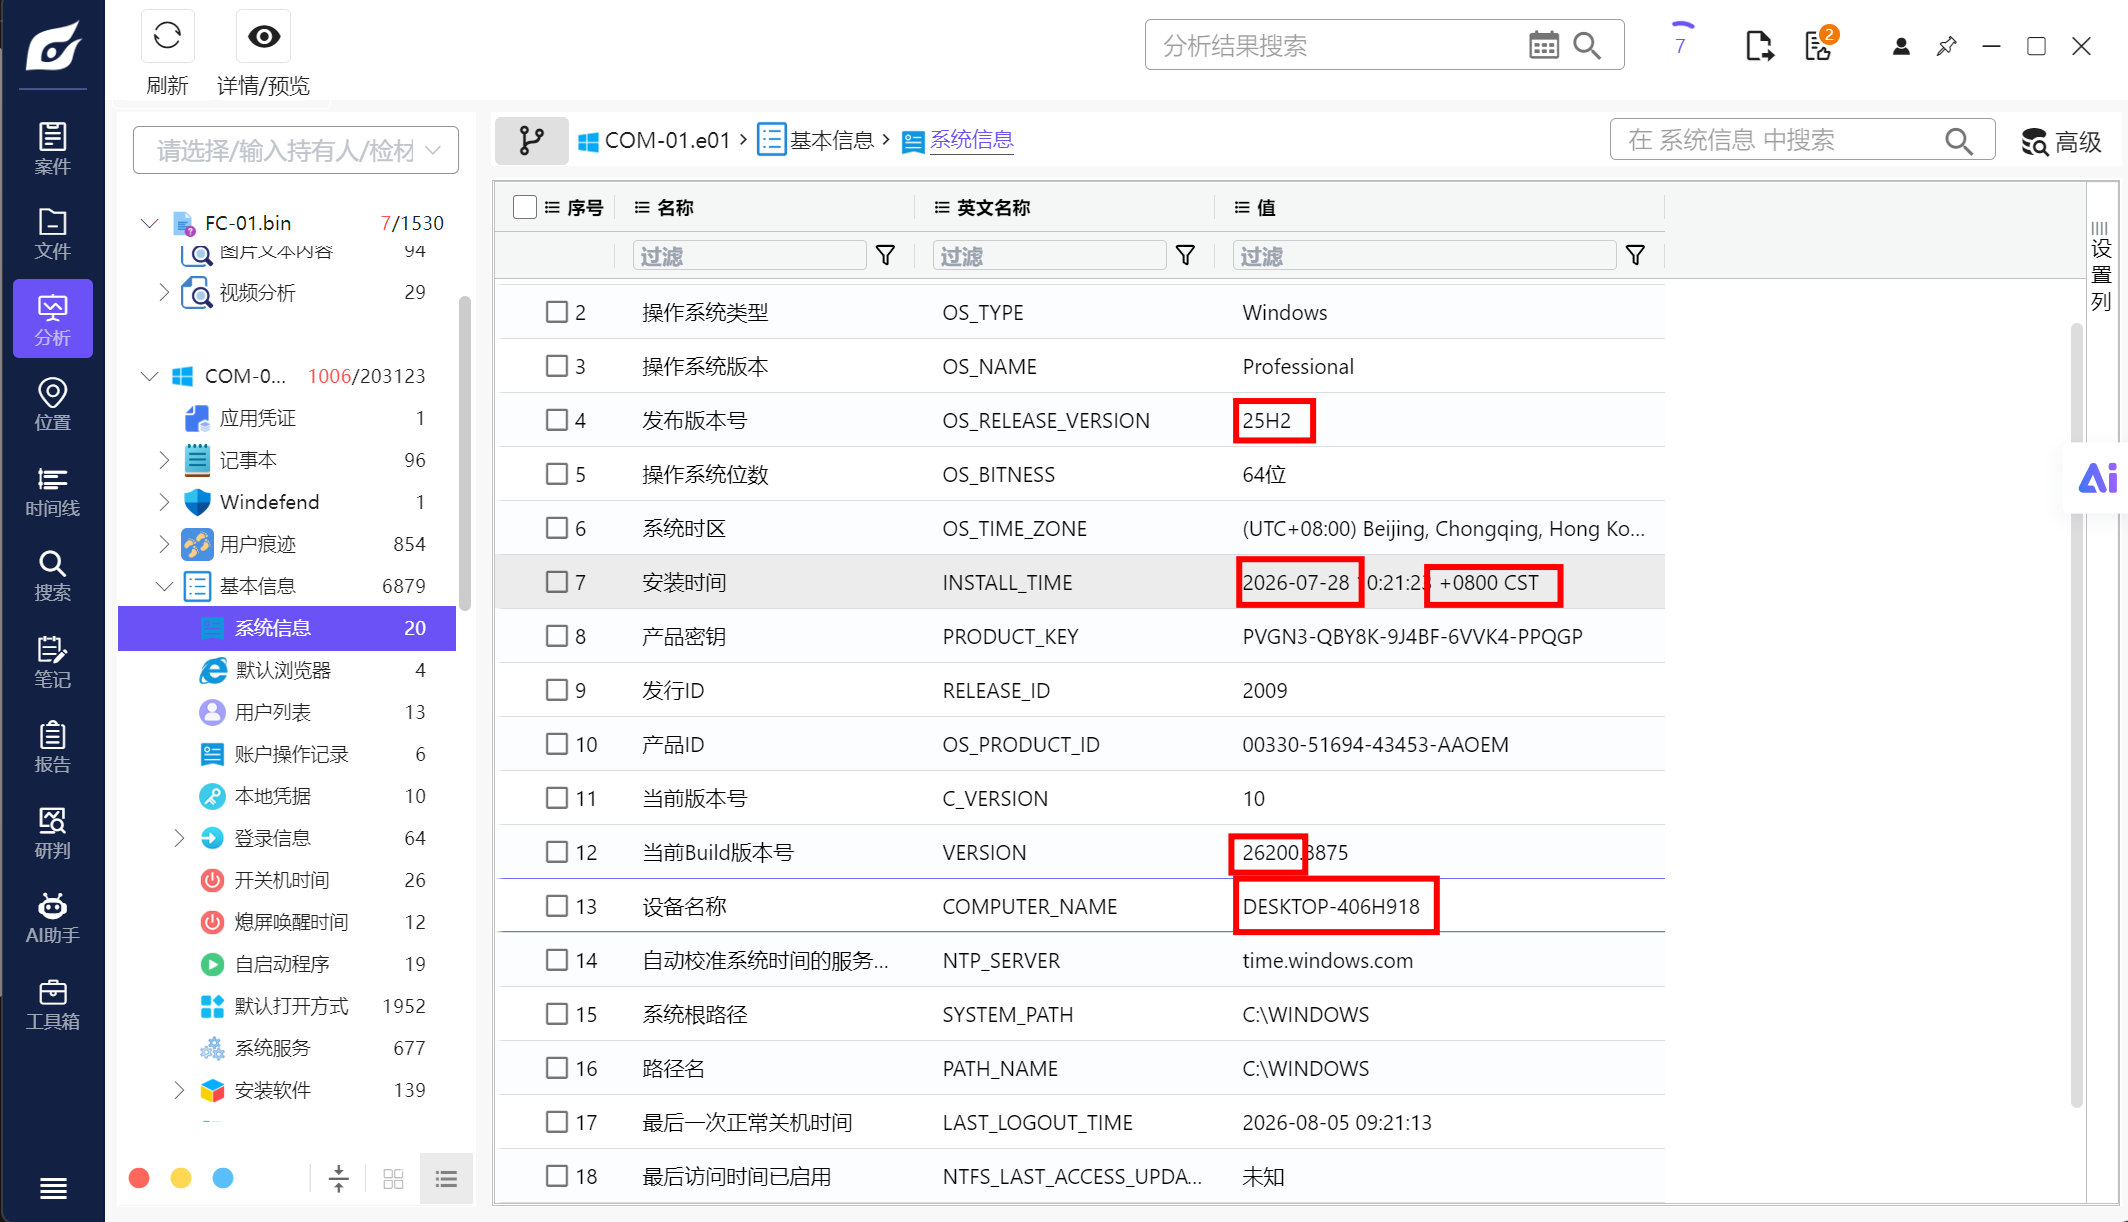 刷新
详情/预览
分析结果搜索
7
2
案件
文件
分析
位置
时间线
搜索
笔记
报告
研判
AI助手
工具箱
请选择/输入持有人/检材
FC-01.bin 7/1530
图片文本内容 94
视频分析 29
COM-0... 1006/203123
应用凭证 1
记事本 96
Windefend 1
用户痕迹 854
基本信息 6879
系统信息 20
默认浏览器 4
用户列表 13
账户操作记录 6
本地凭据 10
登录信息 64
开关机时间 26
熄屏唤醒时间 12
自启动程序 19
默认打开方式 1952
系统服务 677
安装软件 139
COM-01.e01 › 基本信息 › 系统信息
在 系统信息 中搜索
高级
序号 名称 英文名称 值
过滤 过滤 过滤
2 操作系统类型 OS_TYPE Windows
3 操作系统版本 OS_NAME Professional
4 发布版本号 OS_RELEASE_VERSION 25H2
5 操作系统位数 OS_BITNESS 64位
6 系统时区 OS_TIME_ZONE (UTC+08:00) Beijing, Chongqing, Hong Ko...
7 安装时间 INSTALL_TIME 2026-07-28 10:21:23 +0800 CST
8 产品密钥 PRODUCT_KEY PVGN3-QBY8K-9J4BF-6VVK4-PPQGP
9 发行ID RELEASE_ID 2009
10 产品ID OS_PRODUCT_ID 00330-51694-43453-AAOEM
11 当前版本号 C_VERSION 10
12 当前Build版本号 VERSION 26200.8875
13 设备名称 COMPUTER_NAME DESKTOP-406H918
14 自动校准系统时间的服务... NTP_SERVER time.windows.com
15 系统根路径 SYSTEM_PATH C:\WINDOWS
16 路径名 PATH_NAME C:\WINDOWS
17 最后一次正常关机时间 LAST_LOGOUT_TIME 2026-08-05 09:21:13
18 最后访问时间已启用 NTFS_LAST_ACCESS_UPDA... 未知
设置列
Ai